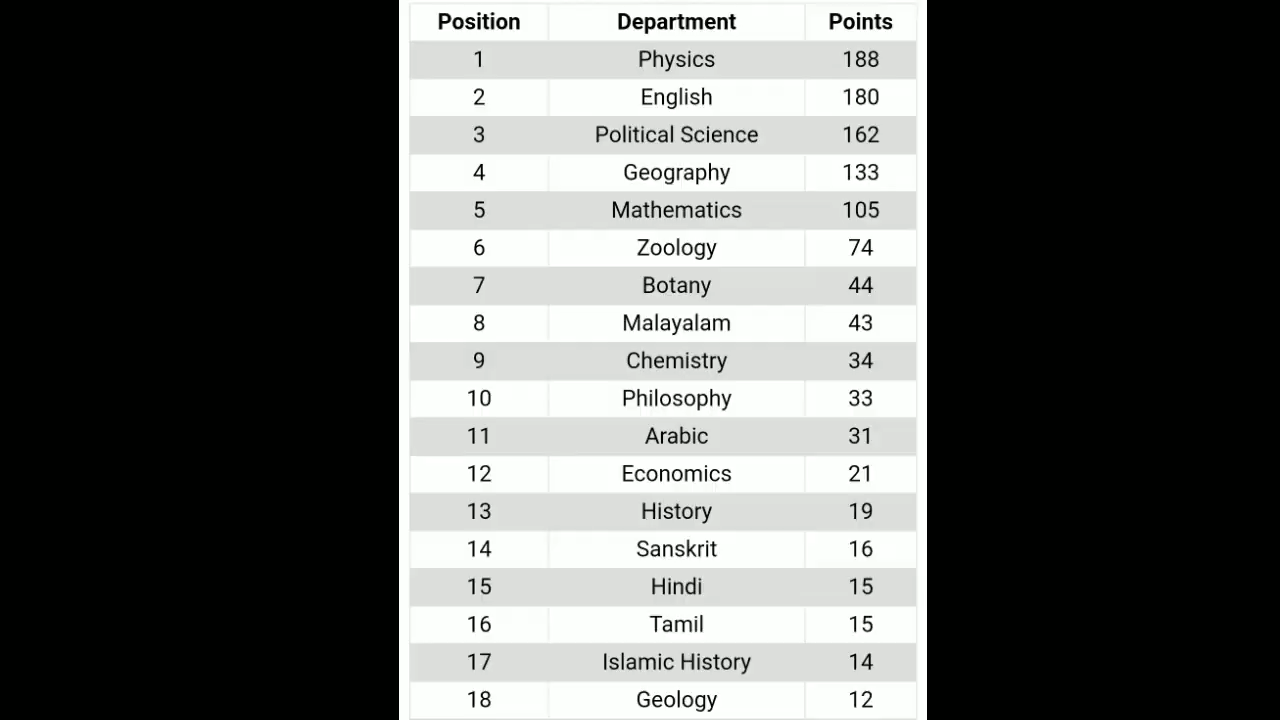 Position Department Points
1 Physics 188
2 English 180
3 Political Science 162
4 Geography 133
5 Mathematics 105
6 Zoology 74
7 Botany 44
8 Malayalam 43
9 Chemistry 34
10 Philosophy 33
11 Arabic 31
12 Economics 21
13 History 19
14 Sanskrit 16
15 Hindi 15
16 Tamil 15
17 Islamic History 14
18 Geology 12